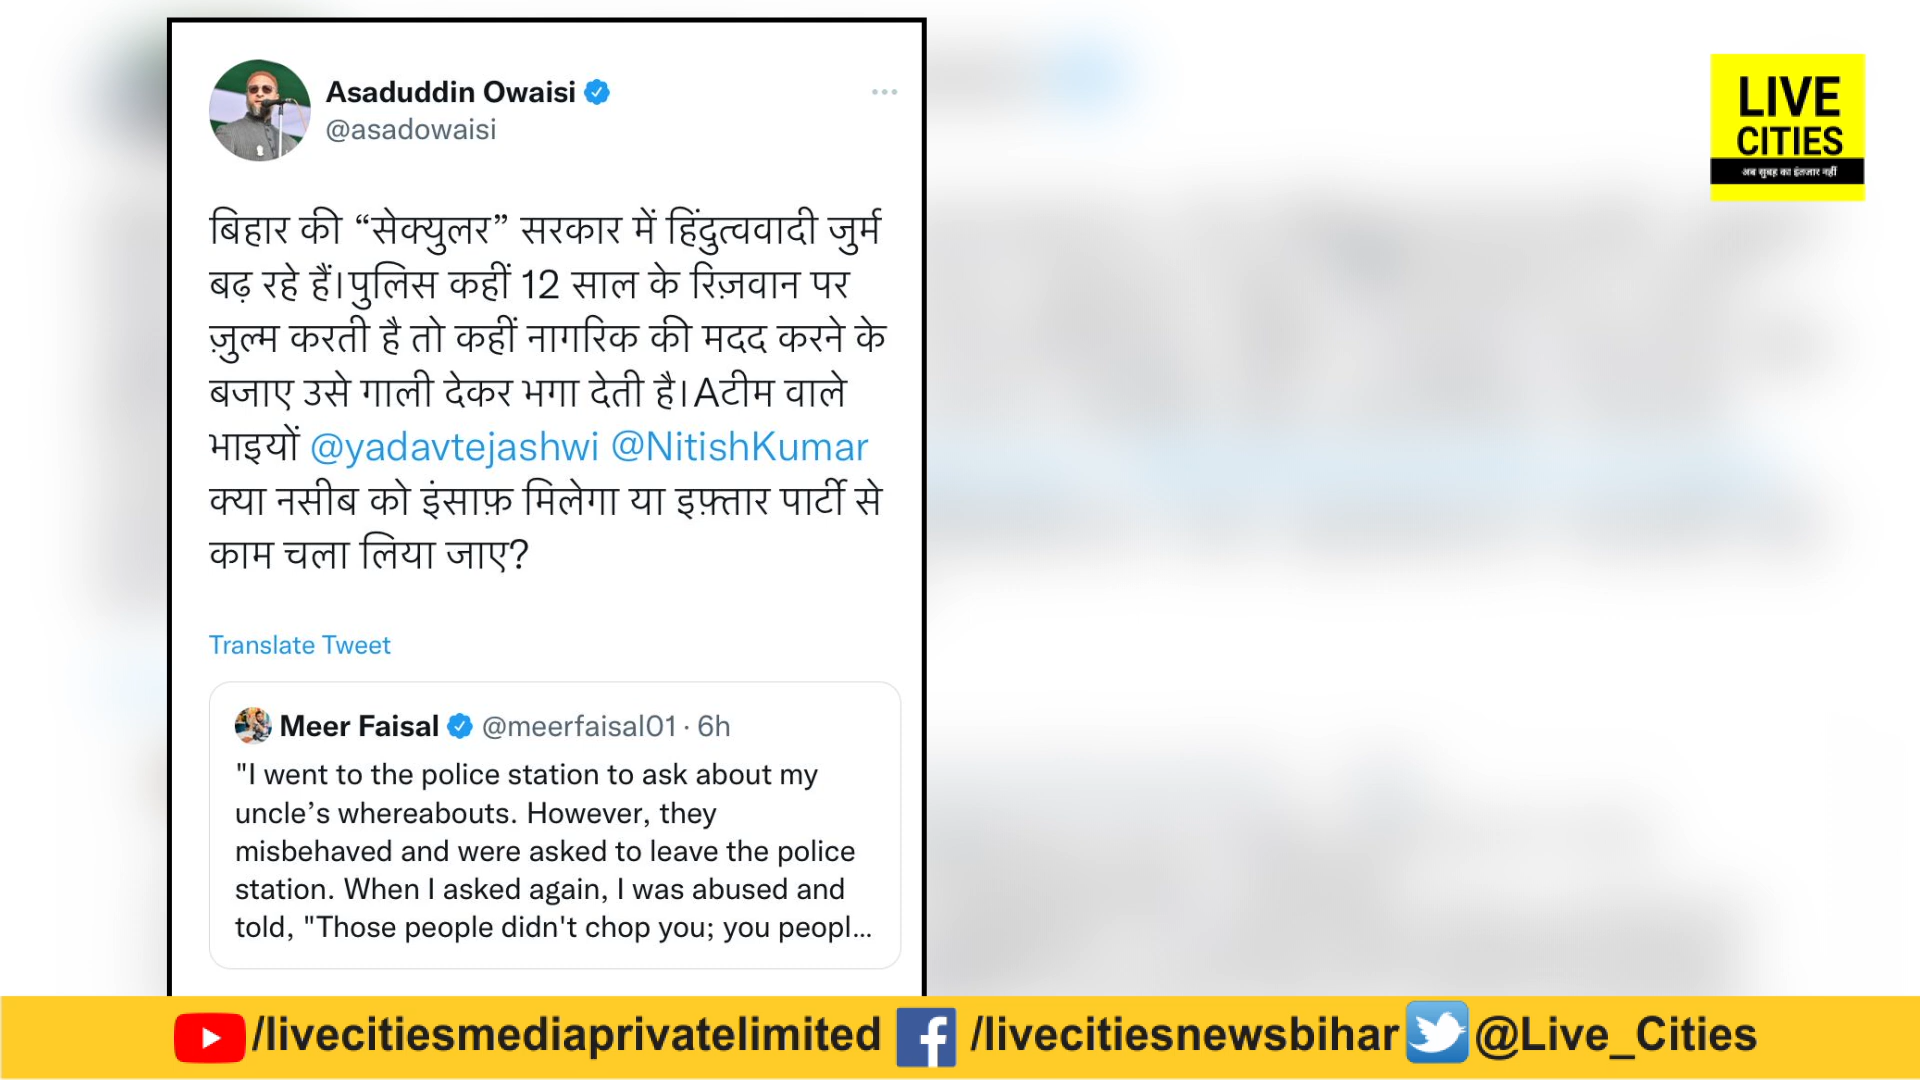 Asaduddin Owaisi
@asadowaisi
बिहार की “सेक्युलर” सरकार में हिंदुत्ववादी जुर्म
बढ़ रहे हैं।पुलिस कहीं 12 साल के रिज़वान पर
ज़ुल्म करती है तो कहीं नागरिक की मदद करने के
बजाए उसे गाली देकर भगा देती है।Aटीम वाले
भाइयों @yadavtejashwi @NitishKumar
क्या नसीब को इंसाफ़ मिलेगा या इफ़्तार पार्टी से
काम चला लिया जाए?
Translate Tweet
Meer Faisal @meerfaisal01 · 6h
"I went to the police station to ask about my
uncle’s whereabouts. However, they
misbehaved and were asked to leave the police
station. When I asked again, I was abused and
told, "Those people didn't chop you; you peopl...
LIVE
CITIES
अब सुबह का इंतजार नहीं
/livecitiesmediaprivatelimited /livecitiesnewsbihar @Live_Cities